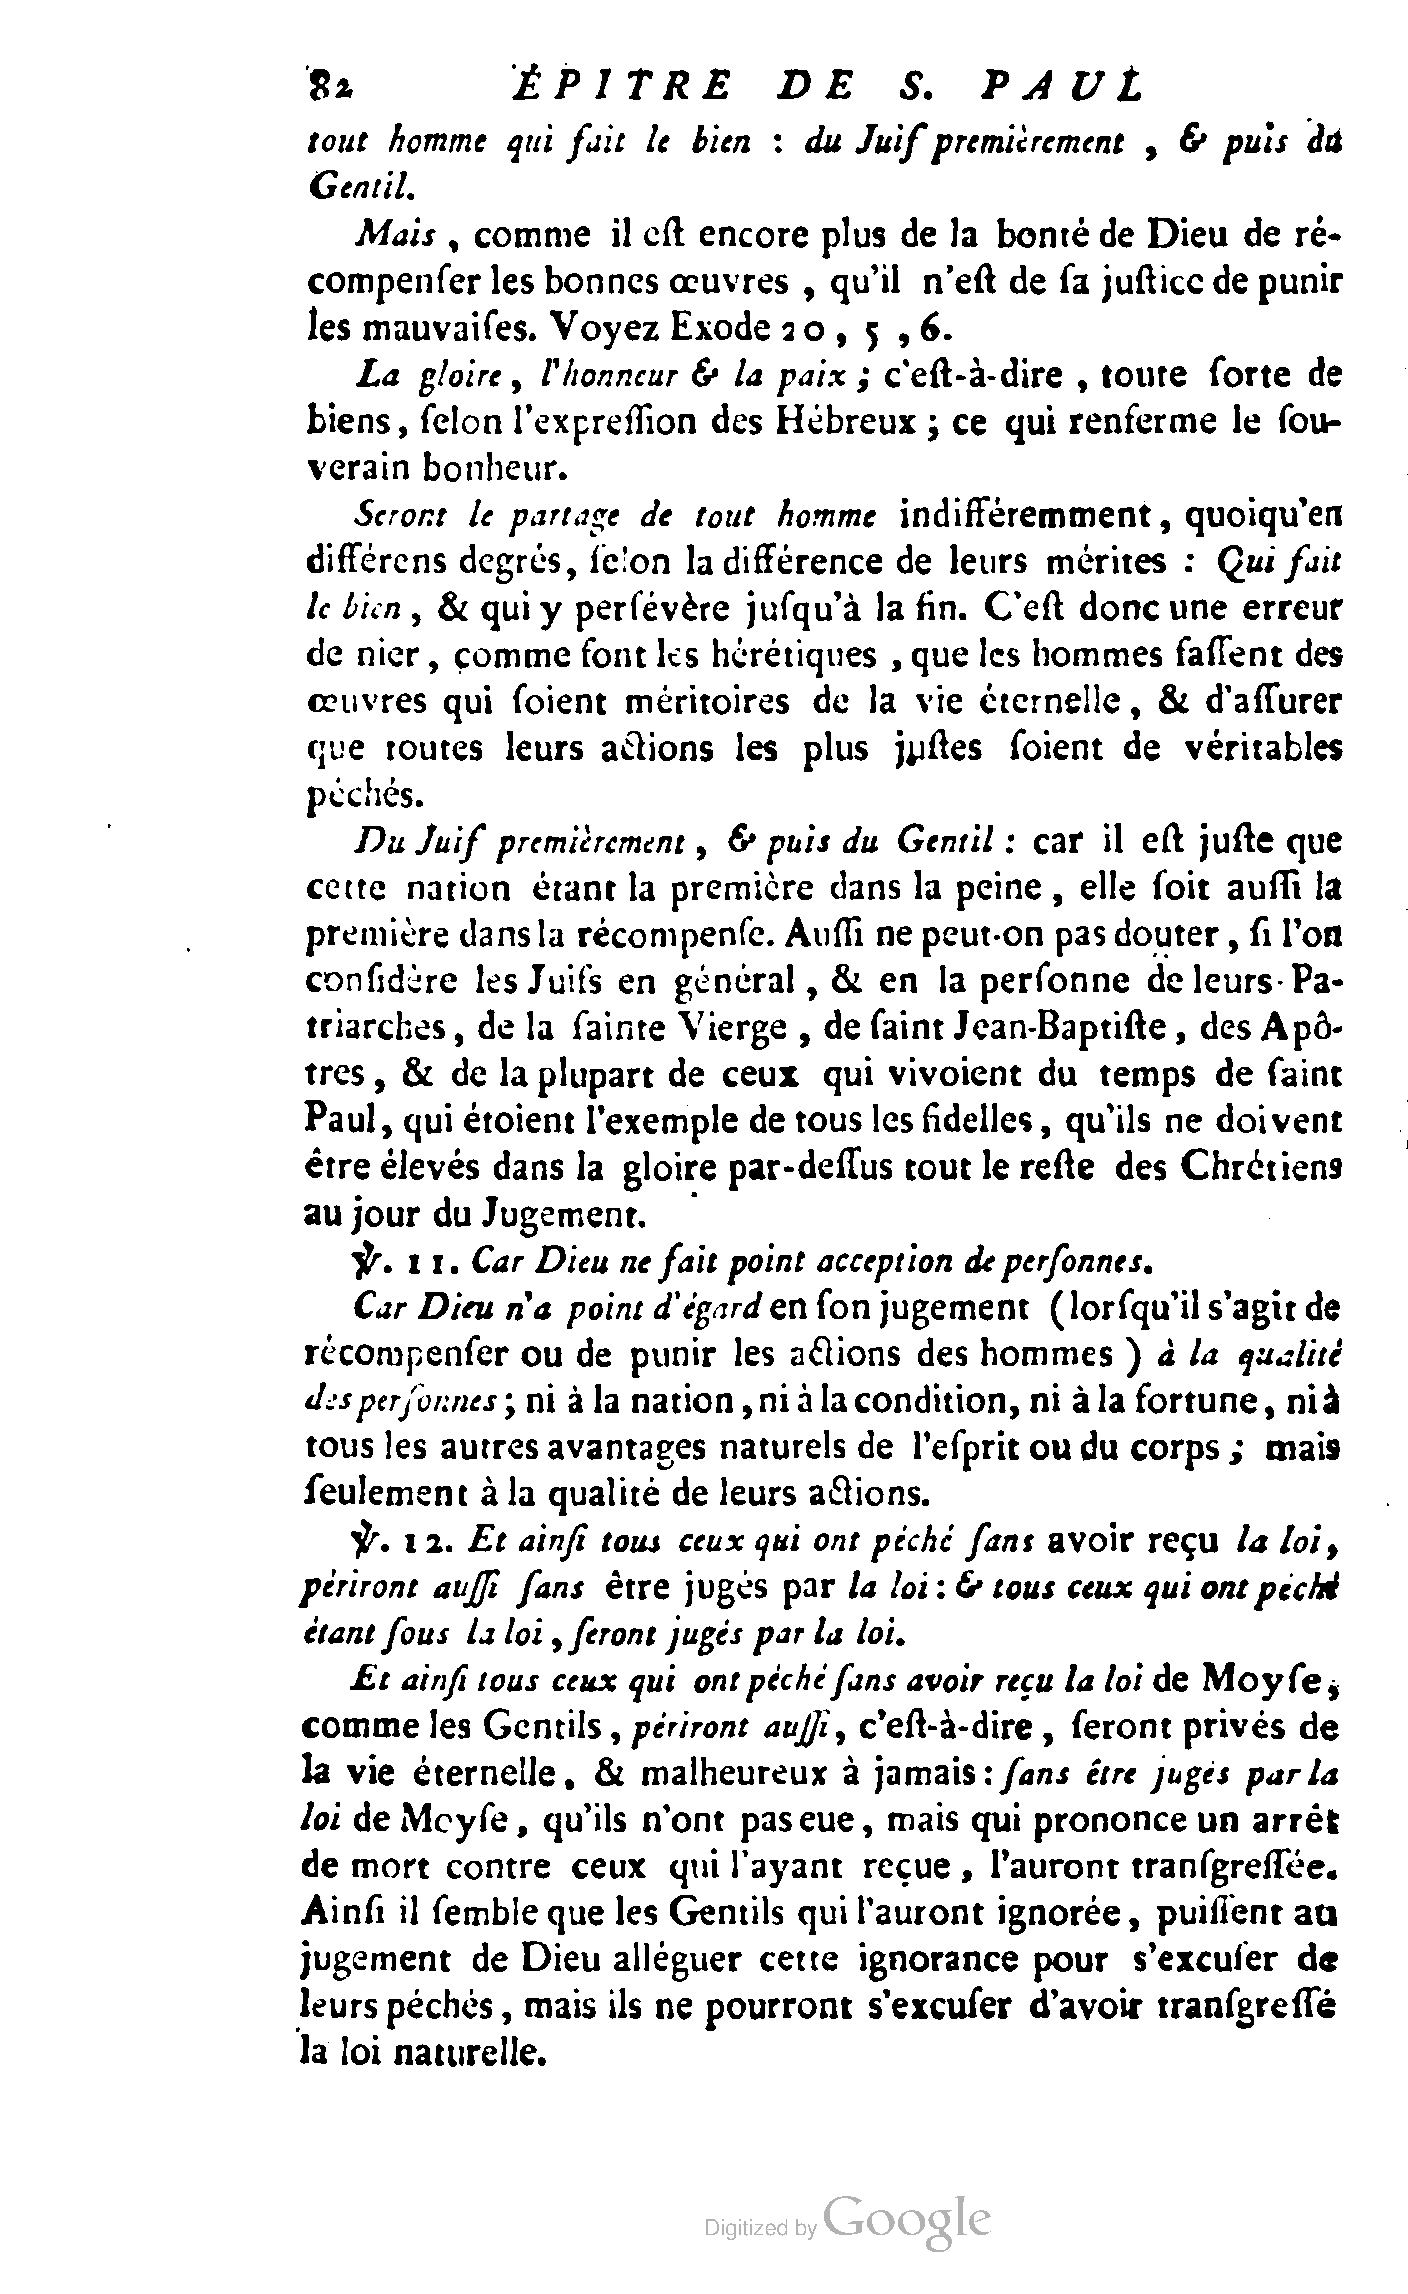 82 ÉPITRE DE S. PAUL
tout homme qui fait le bien : du Juif premièrement , & puis du
Gentil.
Mais , comme il eſt encore plus de la bonté de Dieu de ré-
compenſer les bonnes œuvres , qu'il n'eſt de ſa juſtice de punir
les mauvaiſes. Voyez Exode 20 , 5 , 6.
La gloire, l'honneur & la paix ; c'eſt-à-dire , toute ſorte de
biens, ſelon l'expreſſion des Hébreux ; ce qui renferme le ſou-
verain bonheur.
Seront le partage de tout homme indifféremment, quoiqu'en
différens degrés, ſelon la différence de leurs mérites : Qui fait
le bien, & qui y perſévère juſqu'à la fin. C'eſt donc une erreur
de nier, comme font les hérétiques , que les hommes faſſent des
œuvres qui ſoient méritoires de la vie éternelle, & d'aſſurer
que toutes leurs actions les plus juſtes ſoient de véritables
péchés.
Du Juif premièrement, & puis du Gentil : car il eſt juſte que
cette nation étant la première dans la peine, elle ſoit auſſi la
première dans la récompenſe. Auſſi ne peut-on pas douter, ſi l'on
conſidère les Juifs en général, & en la perſonne de leurs Pa-
triarches, de la ſainte Vierge , de ſaint Jean-Baptiſte, des Apô-
tres, & de la plupart de ceux qui vivoient du temps de ſaint
Paul, qui étoient l'exemple de tous les fidelles, qu'ils ne doivent
être élevés dans la gloire par-deſſus tout le reſte des Chrétiens
au jour du Jugement.
℣. 11. Car Dieu ne fait point acception de perſonnes.
Car Dieu n'a point d'égard en ſon jugement (lorſqu'il s'agit de
récompenſer ou de punir les actions des hommes ) à la qualité
des perſonnes ; ni à la nation, ni à la condition, ni à la fortune, ni à
tous les autres avantages naturels de l'eſprit ou du corps ; mais
ſeulement à la qualité de leurs actions.
℣. 12. Et ainſi tous ceux qui ont péché ſans avoir reçu la loi,
périront auſſi ſans être jugés par la loi : & tous ceux qui ont péché
étant ſous la loi, ſeront jugés par la loi.
Et ainſi tous ceux qui ont péché ſans avoir reçu la loi de Moyſe,
comme les Gentils, périront auſſi, c'eſt-à-dire, ſeront privés de
la vie éternelle, & malheureux à jamais : ſans être jugés par la
loi de Moyſe, qu'ils n'ont pas eue, mais qui prononce un arrêt
de mort contre ceux qui l'ayant reçue, l'auront tranſgreſſée.
Ainſi il ſemble que les Gentils qui l'auront ignorée, puiſſent au
jugement de Dieu alléguer cette ignorance pour s'excuſer de
leurs péchés, mais ils ne pourront s'excuſer d'avoir tranſgreſſé
la loi naturelle.
Digitized by Google